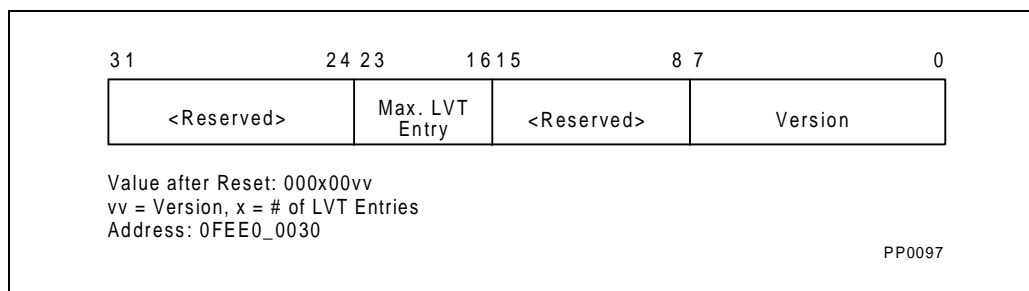 31 24 23 16 15 8 7 0
<Reserved> Max. LVT Entry <Reserved> Version
Value after Reset: 000x00vv
vv = Version, x = # of LVT Entries
Address: 0FEE0_0030
PP0097